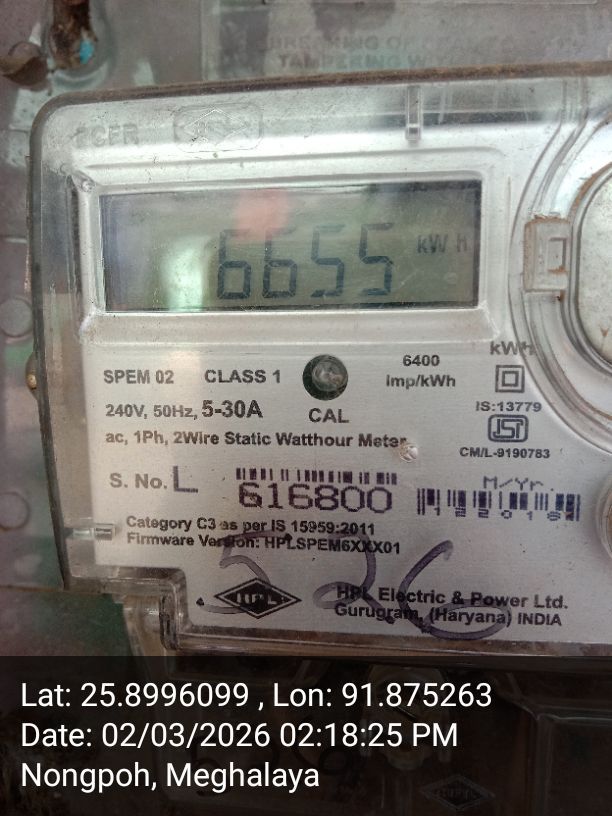 TAMPERING W
6655 kWh
SPEM 02 CLASS 1 6400 imp/kWh kWh
240V, 50Hz, 5-30A CAL IS:13779
ac, 1Ph, 2Wire Static Watthour Meter
CM/L-9190783
S. No. L 616800 M/Yr.
Category C3 as per IS 15959:2011
Firmware Version: HPLSPEM6XXX01
526
HPL HPL Electric & Power Ltd.
Gurugram, (Haryana) INDIA
Lat: 25.8996099 , Lon: 91.875263
Date: 02/03/2026 02:18:25 PM
Nongpoh, Meghalaya